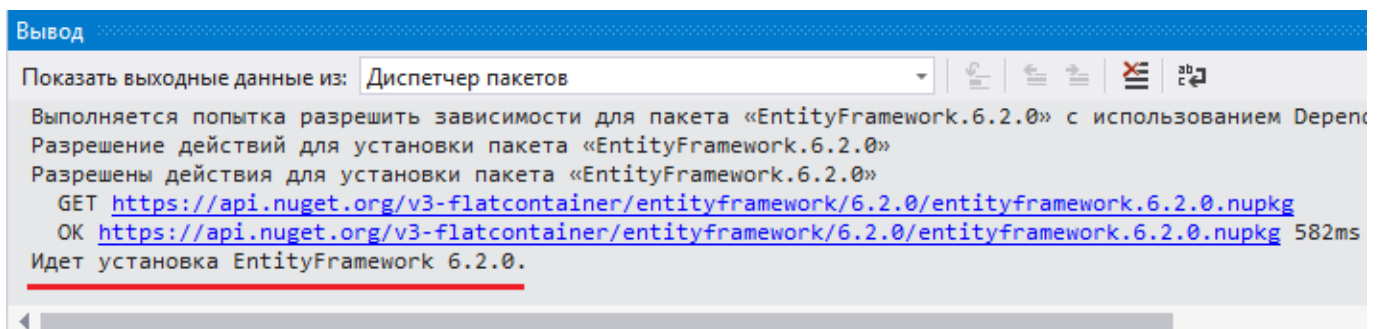 Вывод
Показать выходные данные из: Диспетчер пакетов
Выполняется попытка разрешить зависимости для пакета «EntityFramework.6.2.0» с использованием
Разрешение действий для установки пакета «EntityFramework.6.2.0»
Разрешены действия для установки пакета «EntityFramework.6.2.0»
GET https://api.nuget.org/v3-flatcontainer/entityframework/6.2.0/entityframework.6.2.0.nupkg
OK https://api.nuget.org/v3-flatcontainer/entityframework/6.2.0/entityframework.6.2.0.nupkg 582ms
Идет установка EntityFramework 6.2.0.